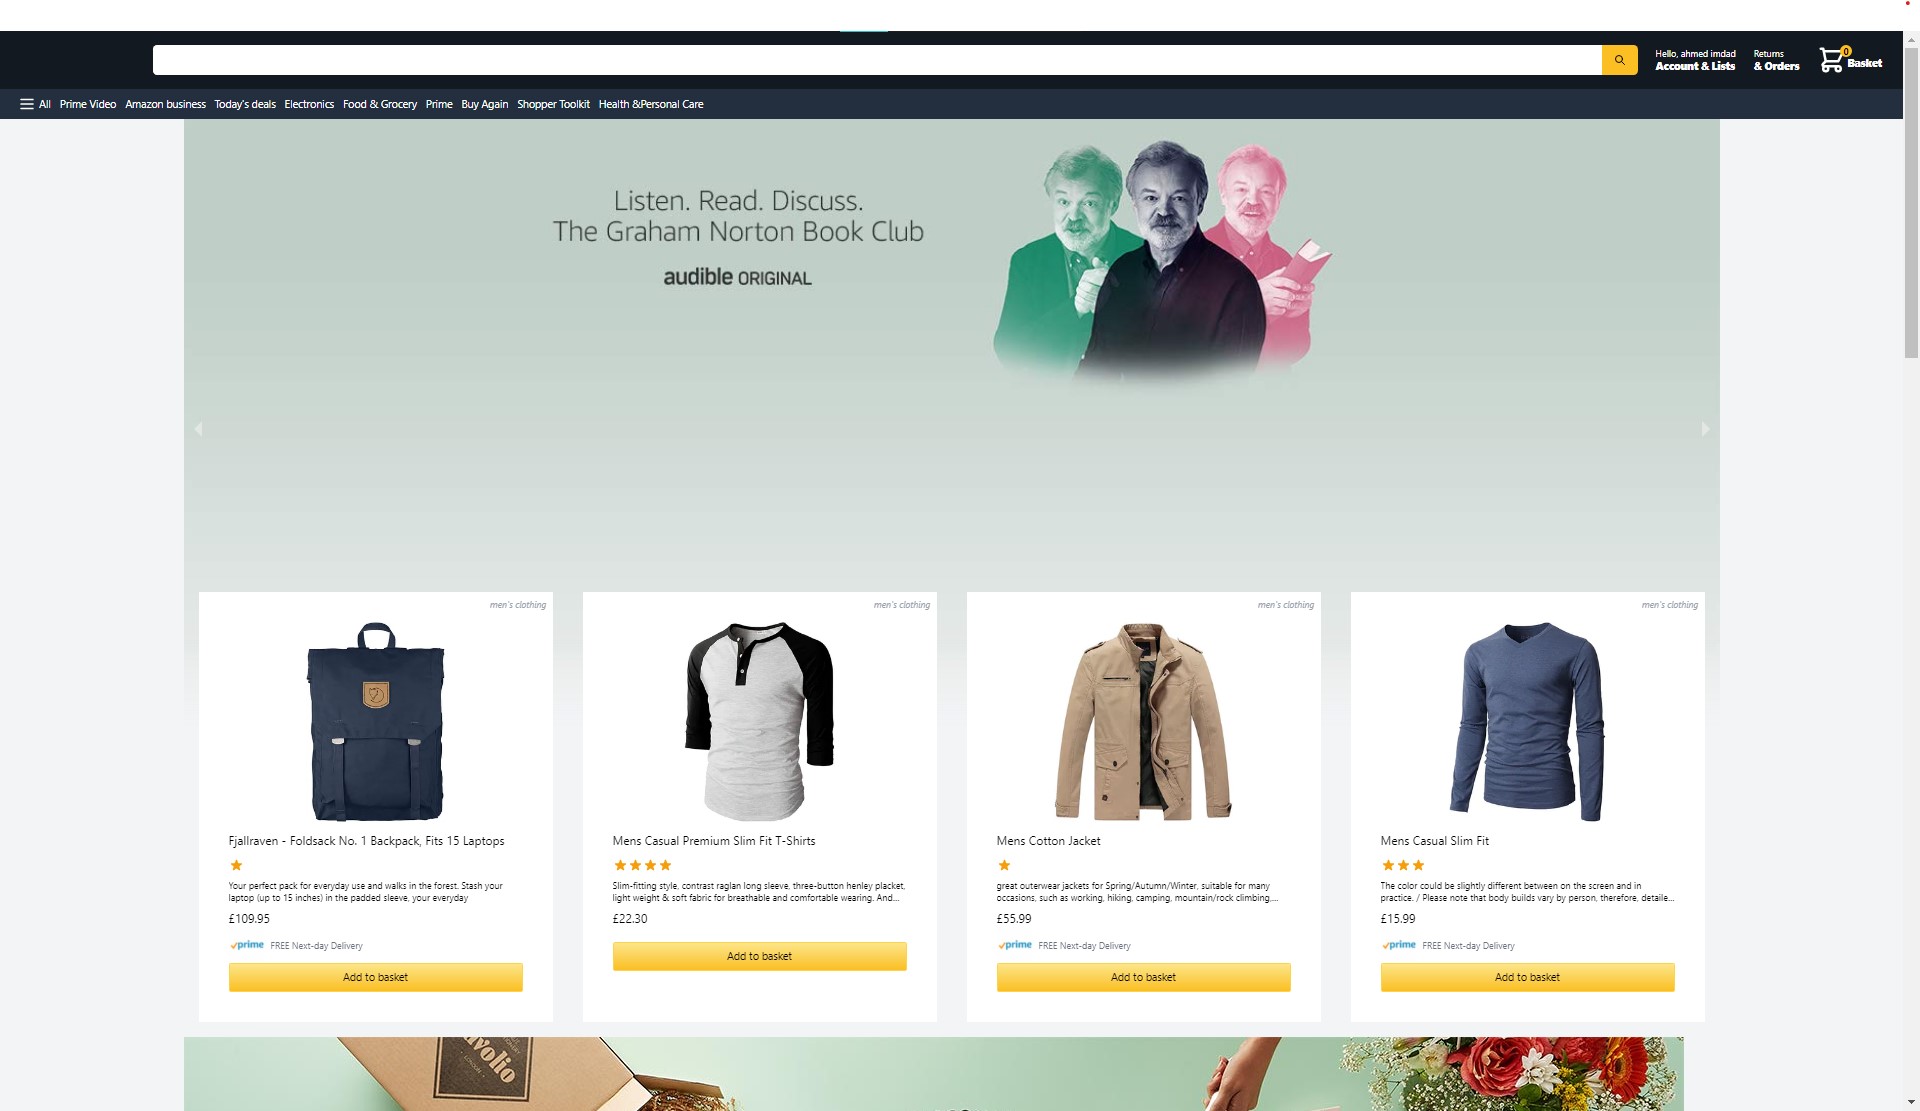 Hello, ahmed imdad
Account & Lists
Returns
& Orders
0
Basket
All Prime Video Amazon business Today's deals Electronics Food & Grocery Prime Buy Again Shopper Toolkit Health &Personal Care
Listen. Read. Discuss.
The Graham Norton Book Club
audible ORIGINAL
men's clothing
Fjallraven - Foldsack No. 1 Backpack, Fits 15 Laptops
Your perfect pack for everyday use and walks in the forest. Stash your
laptop (up to 15 inches) in the padded sleeve, your everyday
£109.95
prime FREE Next-day Delivery
Add to basket
men's clothing
Mens Casual Premium Slim Fit T-Shirts
Slim-fitting style, contrast raglan long sleeve, three-button henley placket,
light weight & soft fabric for breathable and comfortable wearing. And...
£22.30
Add to basket
men's clothing
Mens Cotton Jacket
great outerwear jackets for Spring/Autumn/Winter, suitable for many
occasions, such as working, hiking, camping, mountain/rock climbing,...
£55.99
prime FREE Next-day Delivery
Add to basket
men's clothing
Mens Casual Slim Fit
The color could be slightly different between on the screen and in
practice. / Please note that body builds vary by person, therefore, detaile...
£15.99
prime FREE Next-day Delivery
Add to basket